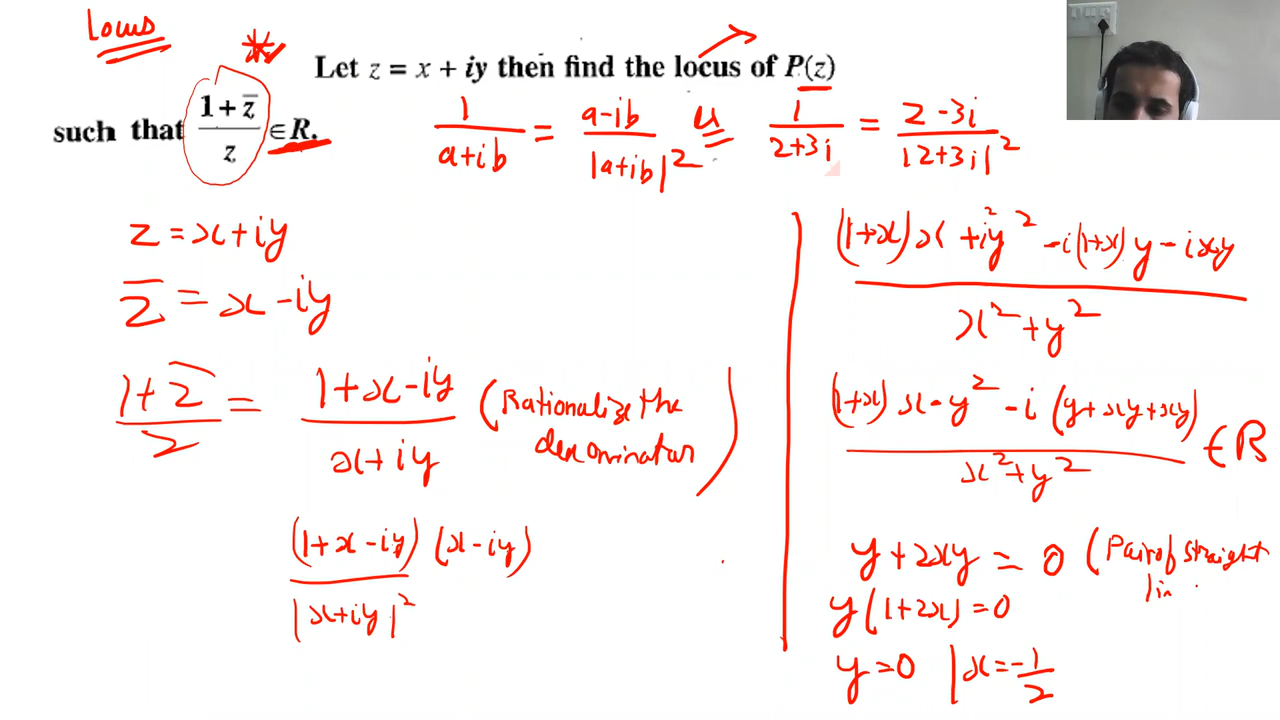 Locus
Let z = x + iy then find the locus of P(z)
such that (1 + z̅)/z ∈ R.
1/(a+ib) = (a-ib)/|a+ib|² 1/(2+3i) = (2-3i)/|2+3i|²
z = x+iy
z̅ = x-iy
(1+z̅)/z = (1+x-iy)/(x+iy) (Rationalize the denominator)
(1+x-iy)(x-iy)/|x+iy|²
((1+x)x + i²y² - i(1+x)y - ixy)/(x²+y²)
((1+x)x - y² - i(y+xy+xy))/(x²+y²) ∈ R
y + 2xy = 0 (Pair of straight
lin
y(1+2x) = 0
y = 0 | x = -1/2